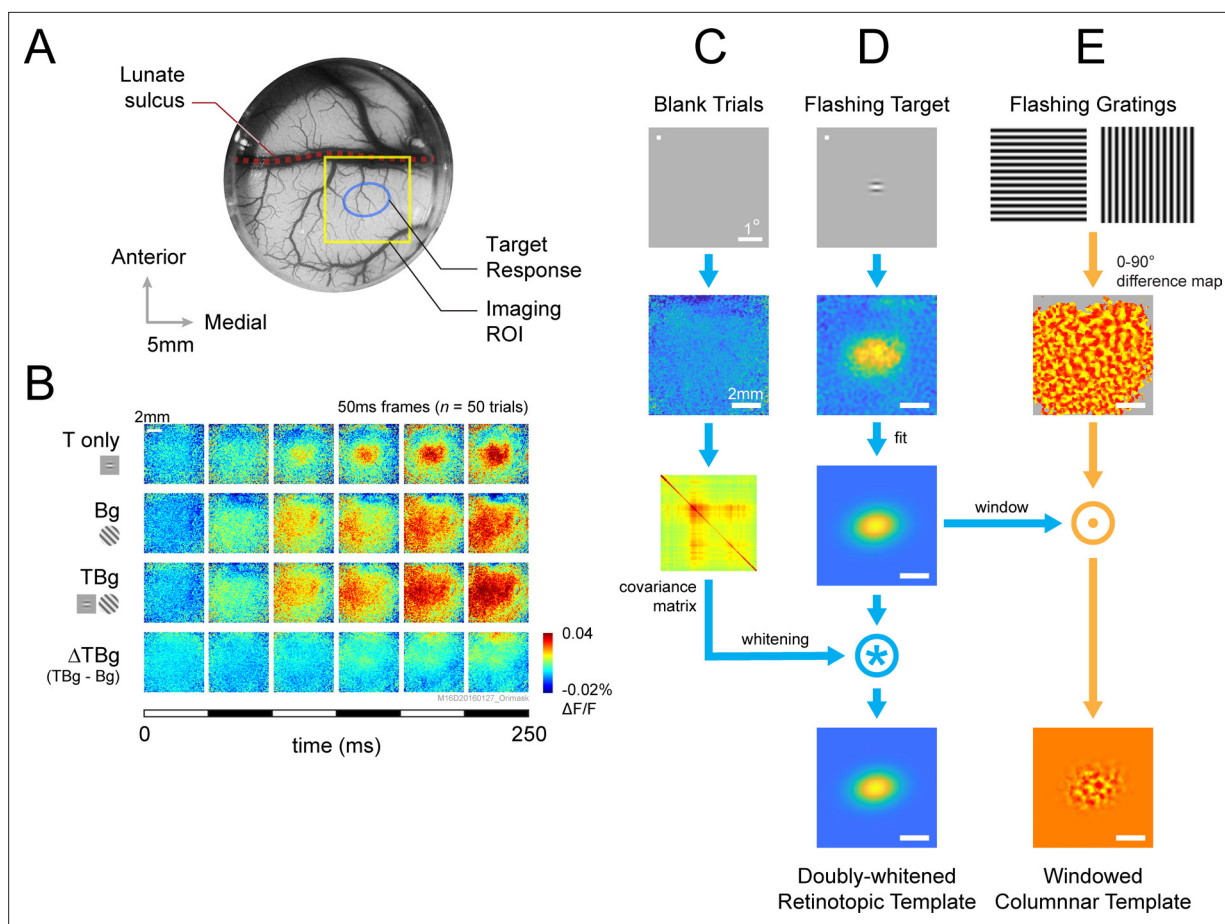 A
Lunate
sulcus
Anterior
Medial
5mm
Target
Response
Imaging
ROI
B
50ms frames (n = 50 trials)
2mm
T only
Bg
TBg
ΔTBg
(TBg - Bg)
0.04
-0.02%
ΔF/F
M16D20160127_Orimask
0
250
time (ms)
C
Blank Trials
1°
2mm
covariance
matrix
whitening
D
Flashing Target
fit
window
Doubly-whitened
Retinotopic Template
E
Flashing Gratings
0-90°
difference map
Windowed
Columnnar Template